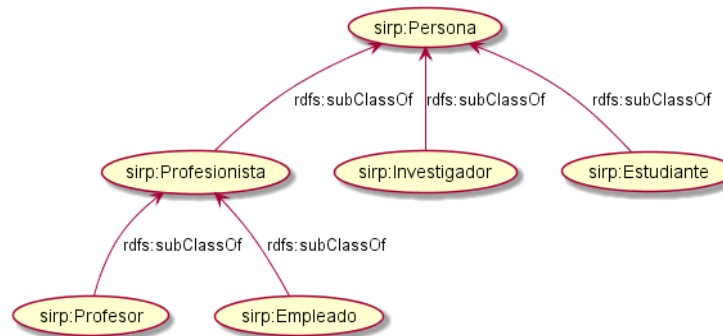 sirp:Persona
rdfs:subClassOf
rdfs:subClassOf
rdfs:subClassOf
sirp:Profesionista
sirp:Investigador
sirp:Estudiante
rdfs:subClassOf
rdfs:subClassOf
sirp:Profesor
sirp:Empleado